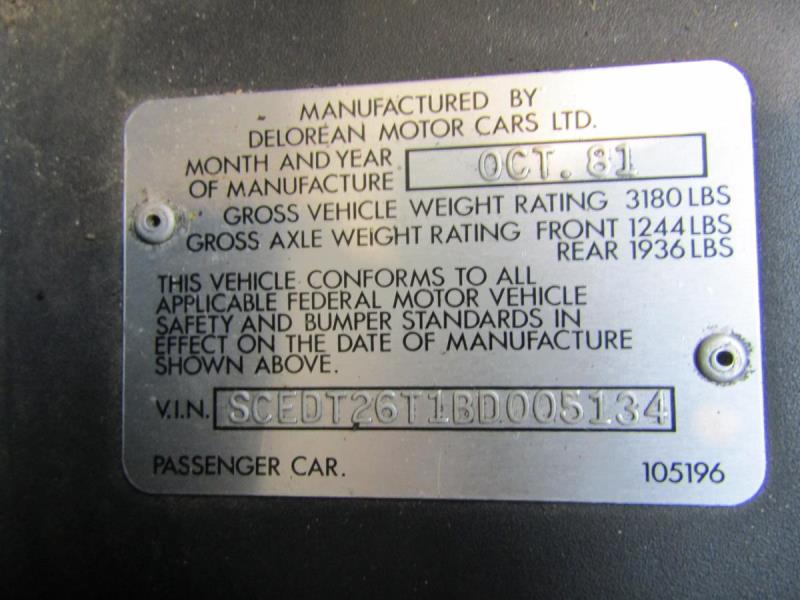 MANUFACTURED BY
DELOREAN MOTOR CARS LTD.
MONTH AND YEAR
OF MANUFACTURE
OCT. 81
GROSS VEHICLE WEIGHT RATING 3180 LBS
GROSS AXLE WEIGHT RATING FRONT 1244 LBS
REAR 1936 LBS
THIS VEHICLE CONFORMS TO ALL
APPLICABLE FEDERAL MOTOR VEHICLE
SAFETY AND BUMPER STANDARDS IN
EFFECT ON THE DATE OF MANUFACTURE
SHOWN ABOVE.
V.I.N. SCEDT26T1BD005134
PASSENGER CAR. 105196